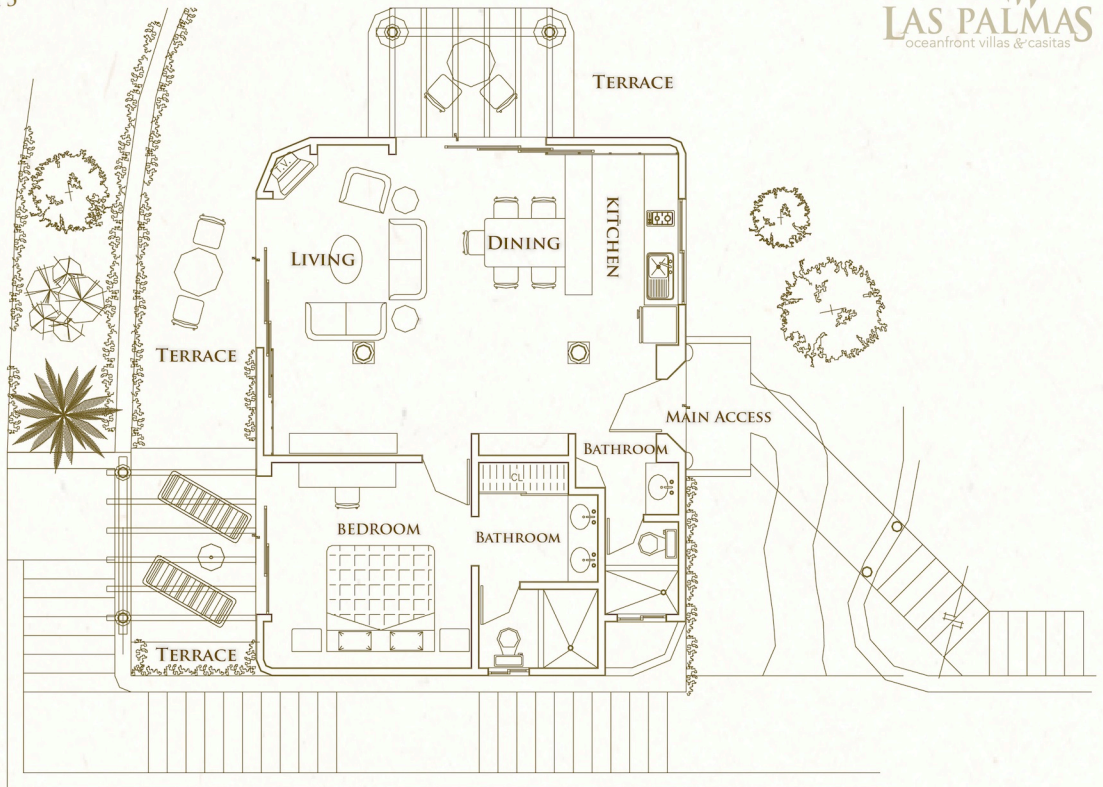 LAS PALMAS
oceanfront villas & casitas
TERRACE
T.V.
LIVING
DINING
KITCHEN
TERRACE
MAIN ACCESS
BATHROOM
CL
BEDROOM
BATHROOM
TERRACE